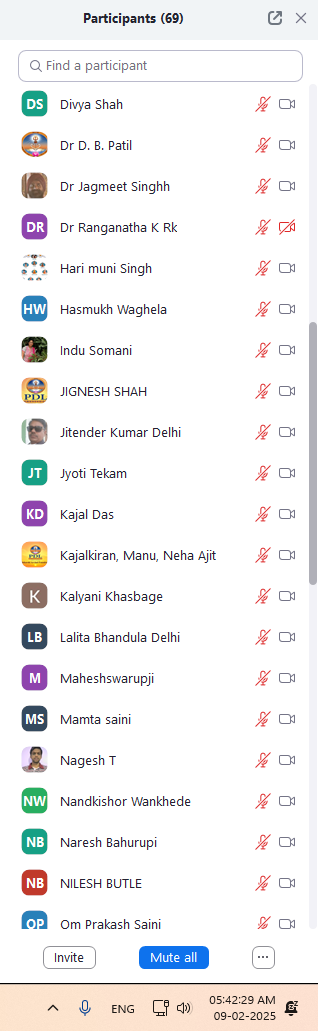 Participants (69)
Find a participant
DS Divya Shah
Dr D. B. Patil
Dr Jagmeet Singhh
DR Dr Ranganatha K Rk
Hari muni Singh
HW Hasmukh Waghela
Indu Somani
PDL JIGNESH SHAH
Jitender Kumar Delhi
JT Jyoti Tekam
KD Kajal Das
PDL Kajalkiran, Manu, Neha Ajit
K Kalyani Khasbage
LB Lalita Bhandula Delhi
M Maheshswarupji
MS Mamta saini
Nagesh T
NW Nandkishor Wankhede
NB Naresh Bahurupi
NB NILESH BUTLE
OP Om Prakash Saini
Invite Mute all ...
ENG 05:42:29 AM
09-02-2025